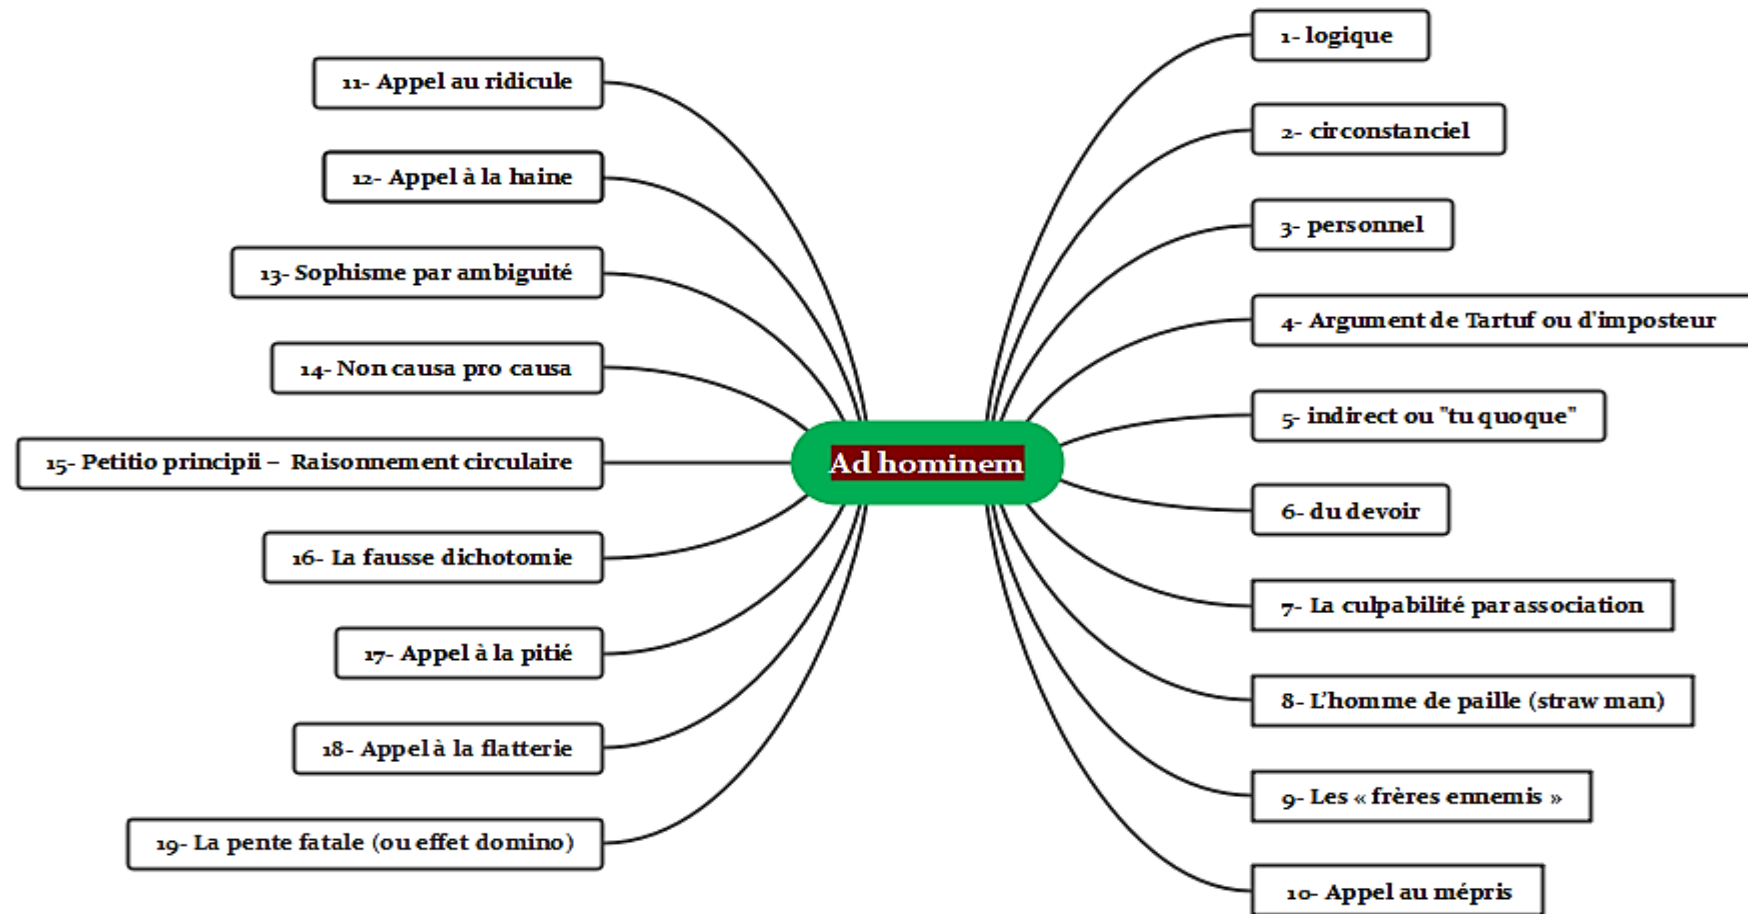 Ad hominem
1- logique
2- circonstanciel
3- personnel
4- Argument de Tartuf ou d'imposteur
5- indirect ou "tu quoque"
6- du devoir
7- La culpabilité par association
8- L'homme de paille (straw man)
9- Les « frères ennemis »
10- Appel au mépris
11- Appel au ridicule
12- Appel à la haine
13- Sophisme par ambiguité
14- Non causa pro causa
15- Petitio principii – Raisonnement circulaire
16- La fausse dichotomie
17- Appel à la pitié
18- Appel à la flatterie
19- La pente fatale (ou effet domino)